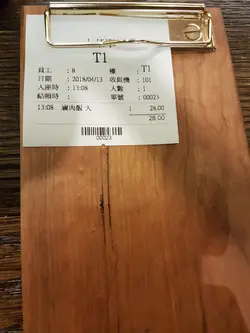 T1
員工 : 8 檯 : T1
日期 : 2018/04/13 收銀機 : 101
入座時 : 13:08 人數 : 1
結帳時 : 單號 : 00023
13:08 滷肉飯 大 1 28.00
28.00
00023